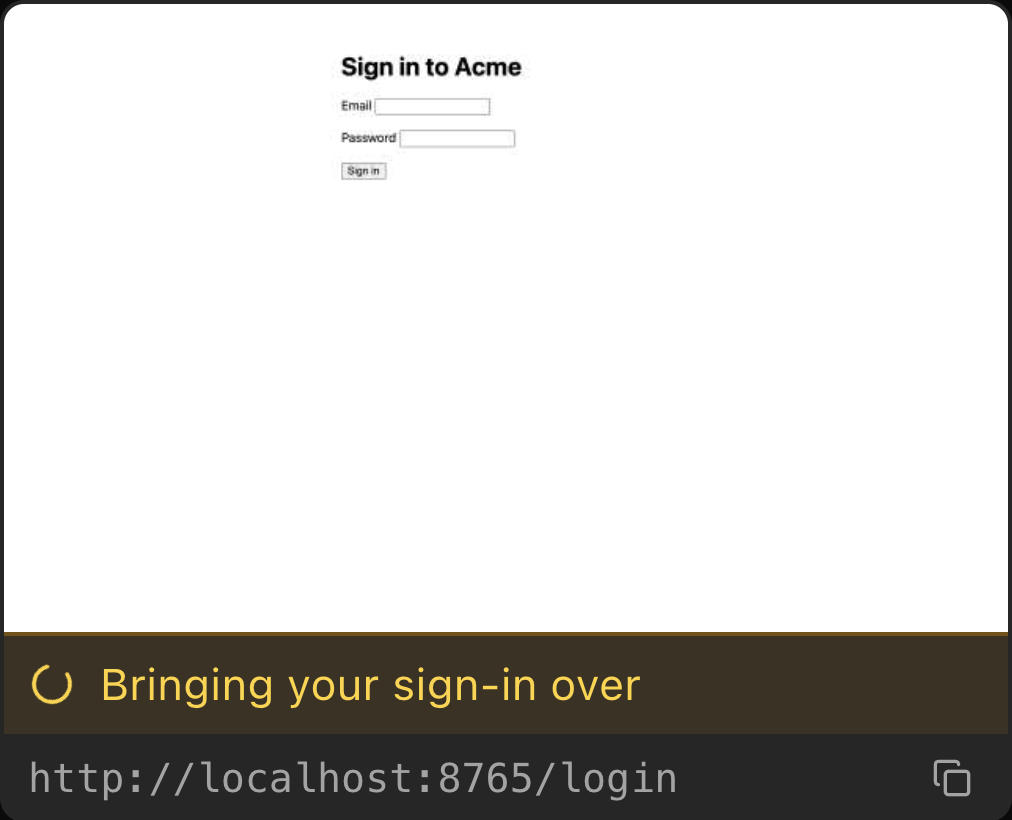 Sign in to Acme
Email
Password
Sign in
Bringing your sign-in over
http://localhost:8765/login